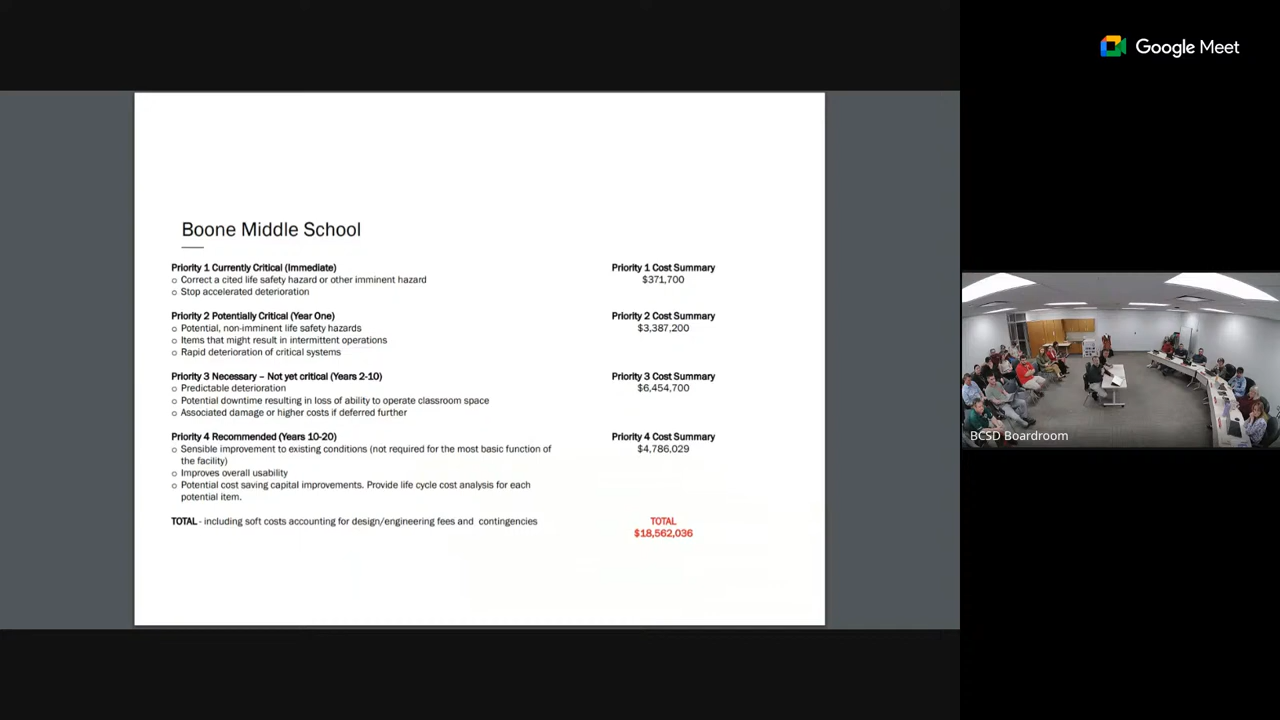 Google Meet
Boone Middle School
Priority 1 Currently Critical (Immediate)
o Correct a cited life safety hazard or other imminent hazard
o Stop accelerated deterioration
Priority 1 Cost Summary
$371,700
Priority 2 Potentially Critical (Year One)
o Potential, non-imminent life safety hazards
o Items that might result in intermittent operations
o Rapid deterioration of critical systems
Priority 2 Cost Summary
$3,387,200
Priority 3 Necessary – Not yet critical (Years 2-10)
o Predictable deterioration
o Potential downtime resulting in loss of ability to operate classroom space
o Associated damage or higher costs if deferred further
Priority 3 Cost Summary
$6,454,700
Priority 4 Recommended (Years 10-20)
o Sensible improvement to existing conditions (not required for the most basic function of
the facility)
o Improves overall usability
o Potential cost saving capital improvements. Provide life cycle cost analysis for each
potential item.
Priority 4 Cost Summary
$4,786,029
TOTAL - including soft costs accounting for design/engineering fees and contingencies
TOTAL
$18,562,036
BCSD Boardroom